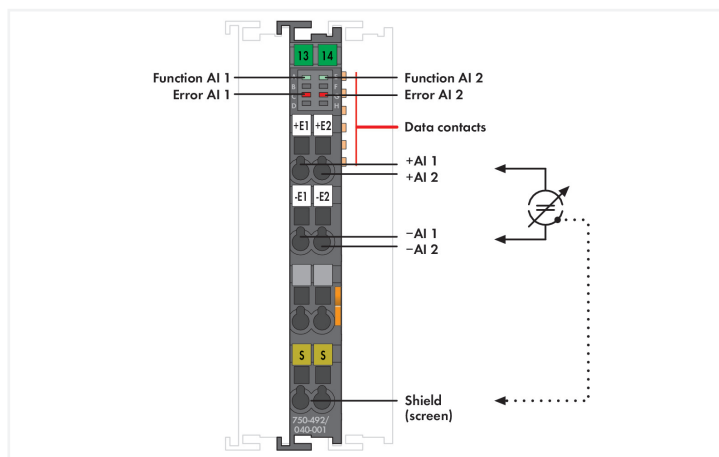 13 14
Function AI 1
Function AI 2
Error AI 1
Error AI 2
D
H
Data contacts
+E1 +E2
+AI 1
+AI 2
-E1 -E2
−AI 1
−AI 2
S S
Shield
(screen)
750-492/
040-001